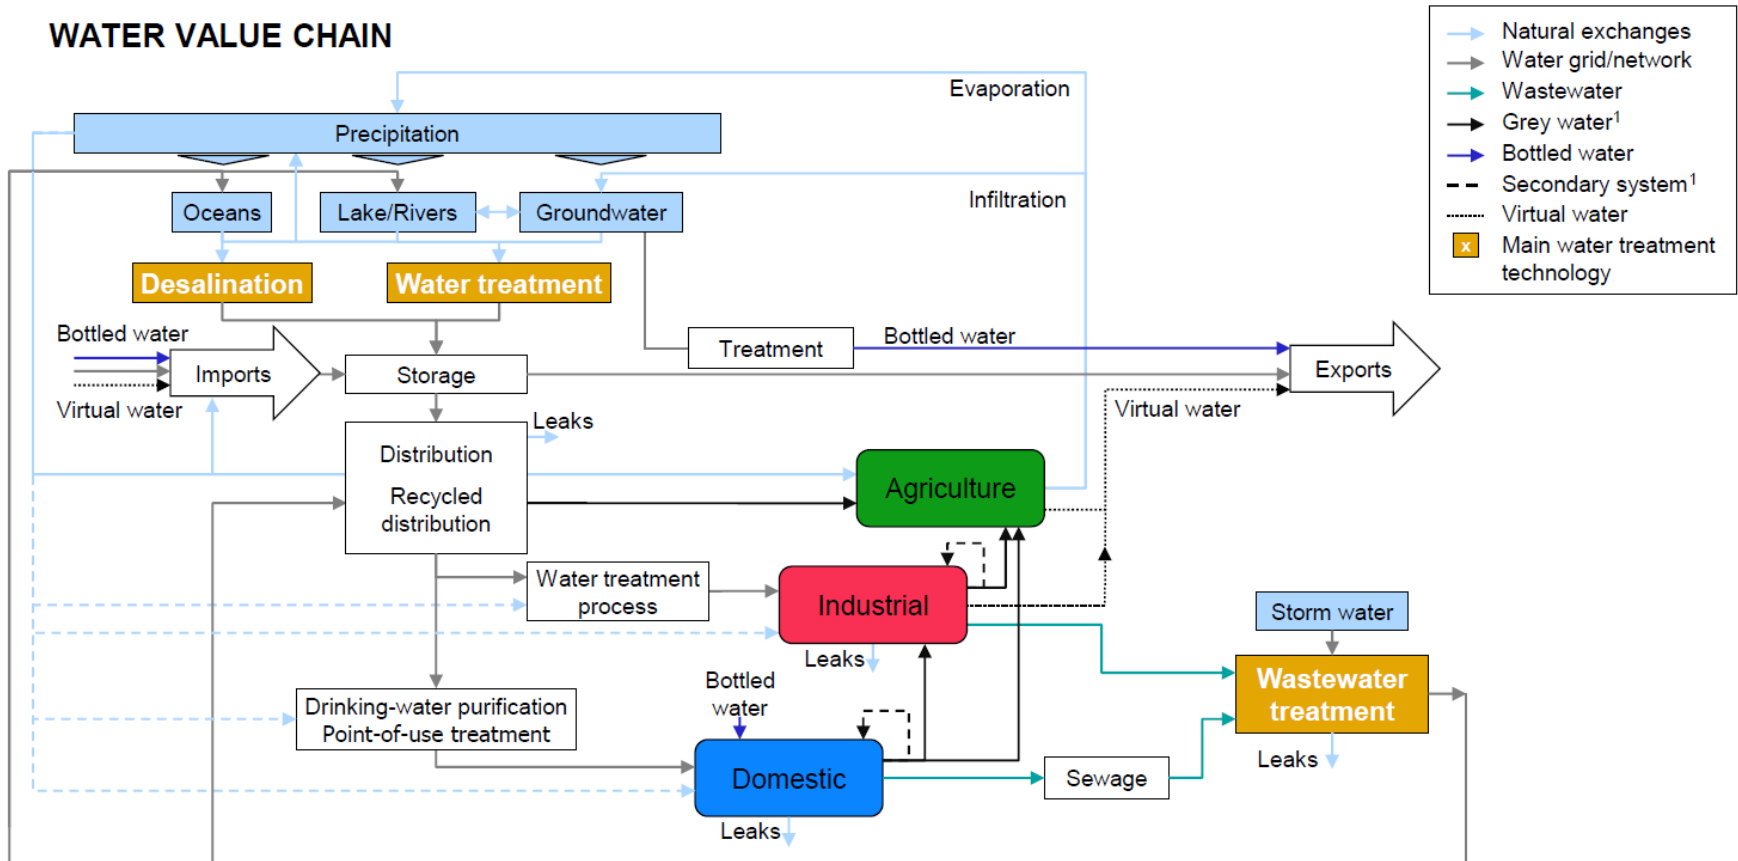 WATER VALUE CHAIN
Natural exchanges
Water grid/network
Wastewater
Grey water¹
Bottled water
Secondary system¹
Virtual water
x
Main water treatment
technology
Evaporation
Precipitation
Infiltration
Oceans
Lake/Rivers
Groundwater
Desalination
Water treatment
Bottled water
Imports
Virtual water
Storage
Treatment
Bottled water
Exports
Virtual water
Leaks
Distribution
Recycled
distribution
Agriculture
Water treatment
process
Industrial
Leaks
Storm water
Wastewater
treatment
Leaks
Drinking-water purification
Point-of-use treatment
Bottled
water
Domestic
Leaks
Sewage